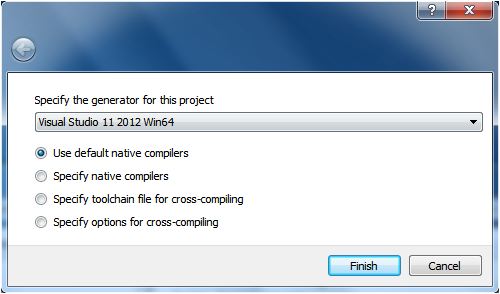 Specify the generator for this project
Visual Studio 11 2012 Win64
Use default native compilers
Specify native compilers
Specify toolchain file for cross-compiling
Specify options for cross-compiling
Finish Cancel